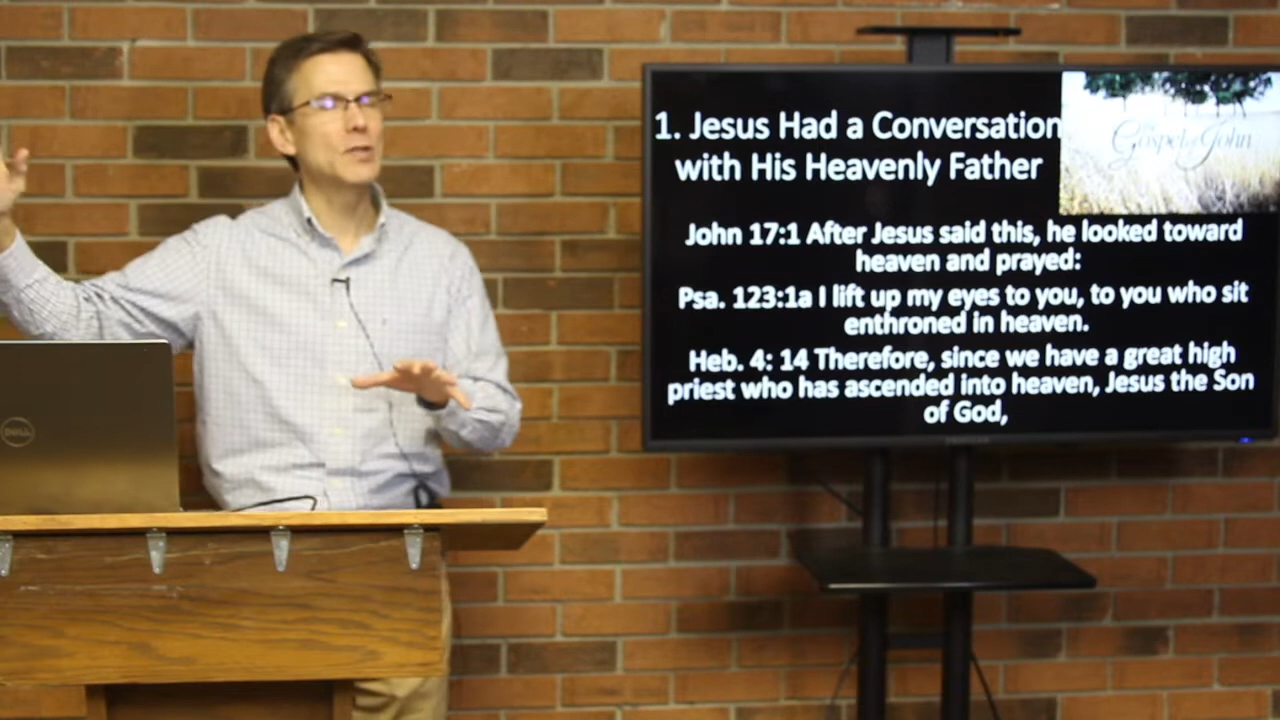 1. Jesus Had a Conversation
with His Heavenly Father
Gospel of John
John 17:1 After Jesus said this, he looked toward
heaven and prayed:
Psa. 123:1a I lift up my eyes to you, to you who sit
enthroned in heaven.
Heb. 4: 14 Therefore, since we have a great high
priest who has ascended into heaven, Jesus the Son
of God,
DELL